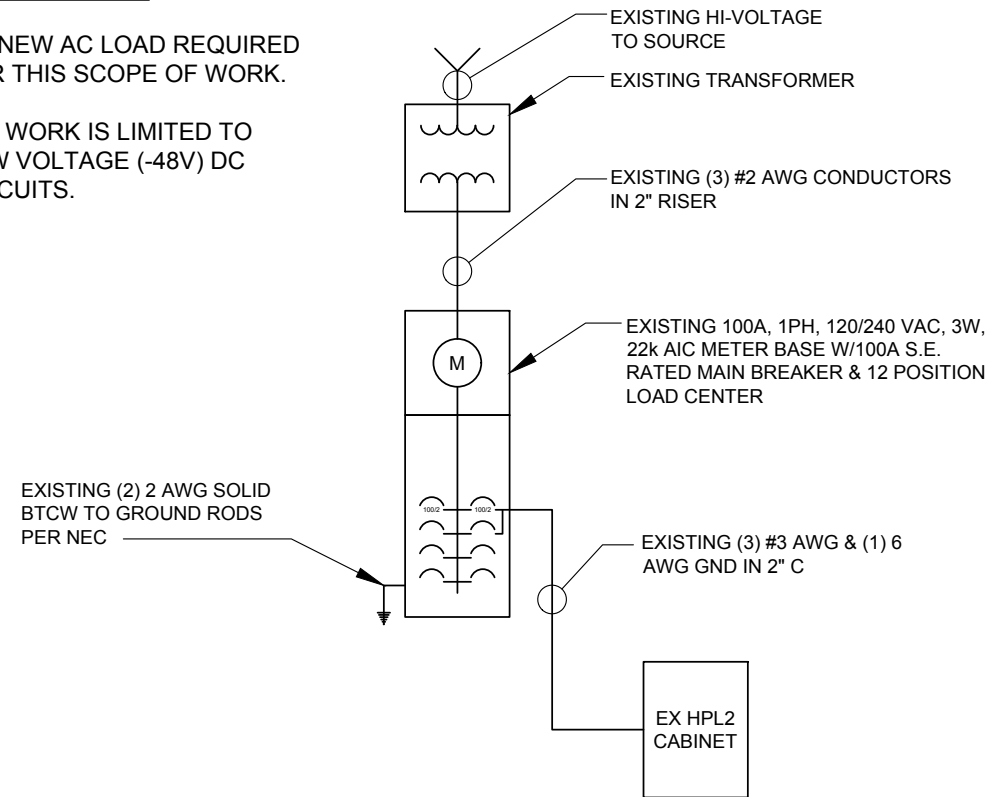 NEW AC LOAD REQUIRED
THIS SCOPE OF WORK.
WORK IS LIMITED TO
VOLTAGE (-48V) DC
EXISTING HI-VOLTAGE
TO SOURCE
EXISTING TRANSFORMER
EXISTING (3) #2 AWG CONDUCTORS
IN 2" RISER
M
EXISTING 100A, 1PH, 120/240 VAC, 3W,
22k AIC METER BASE W/100A S.E.
RATED MAIN BREAKER & 12 POSITION
LOAD CENTER
EXISTING (2) 2 AWG SOLID
BTCW TO GROUND RODS
PER NEC
100/2 100/2
EXISTING (3) #3 AWG & (1) 6
AWG GND IN 2" C
EX HPL2
CABINET